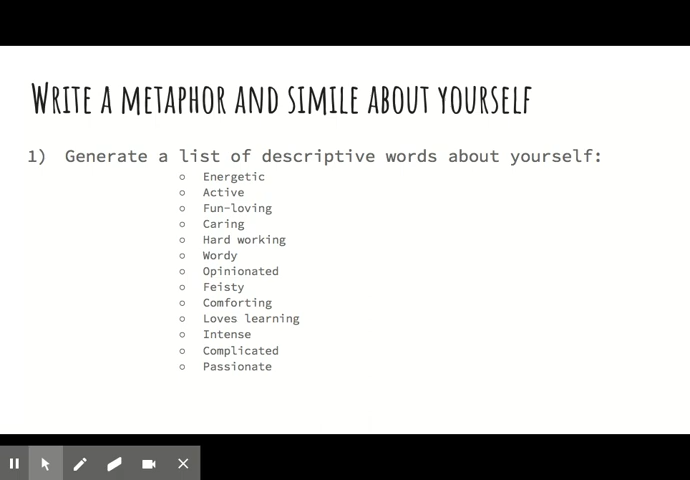 WRITE A METAPHOR AND SIMILE ABOUT YOURSELF
1) Generate a list of descriptive words about yourself:
○ Energetic
○ Active
○ Fun-loving
○ Caring
○ Hard working
○ Wordy
○ Opinionated
○ Feisty
○ Comforting
○ Loves learning
○ Intense
○ Complicated
○ Passionate